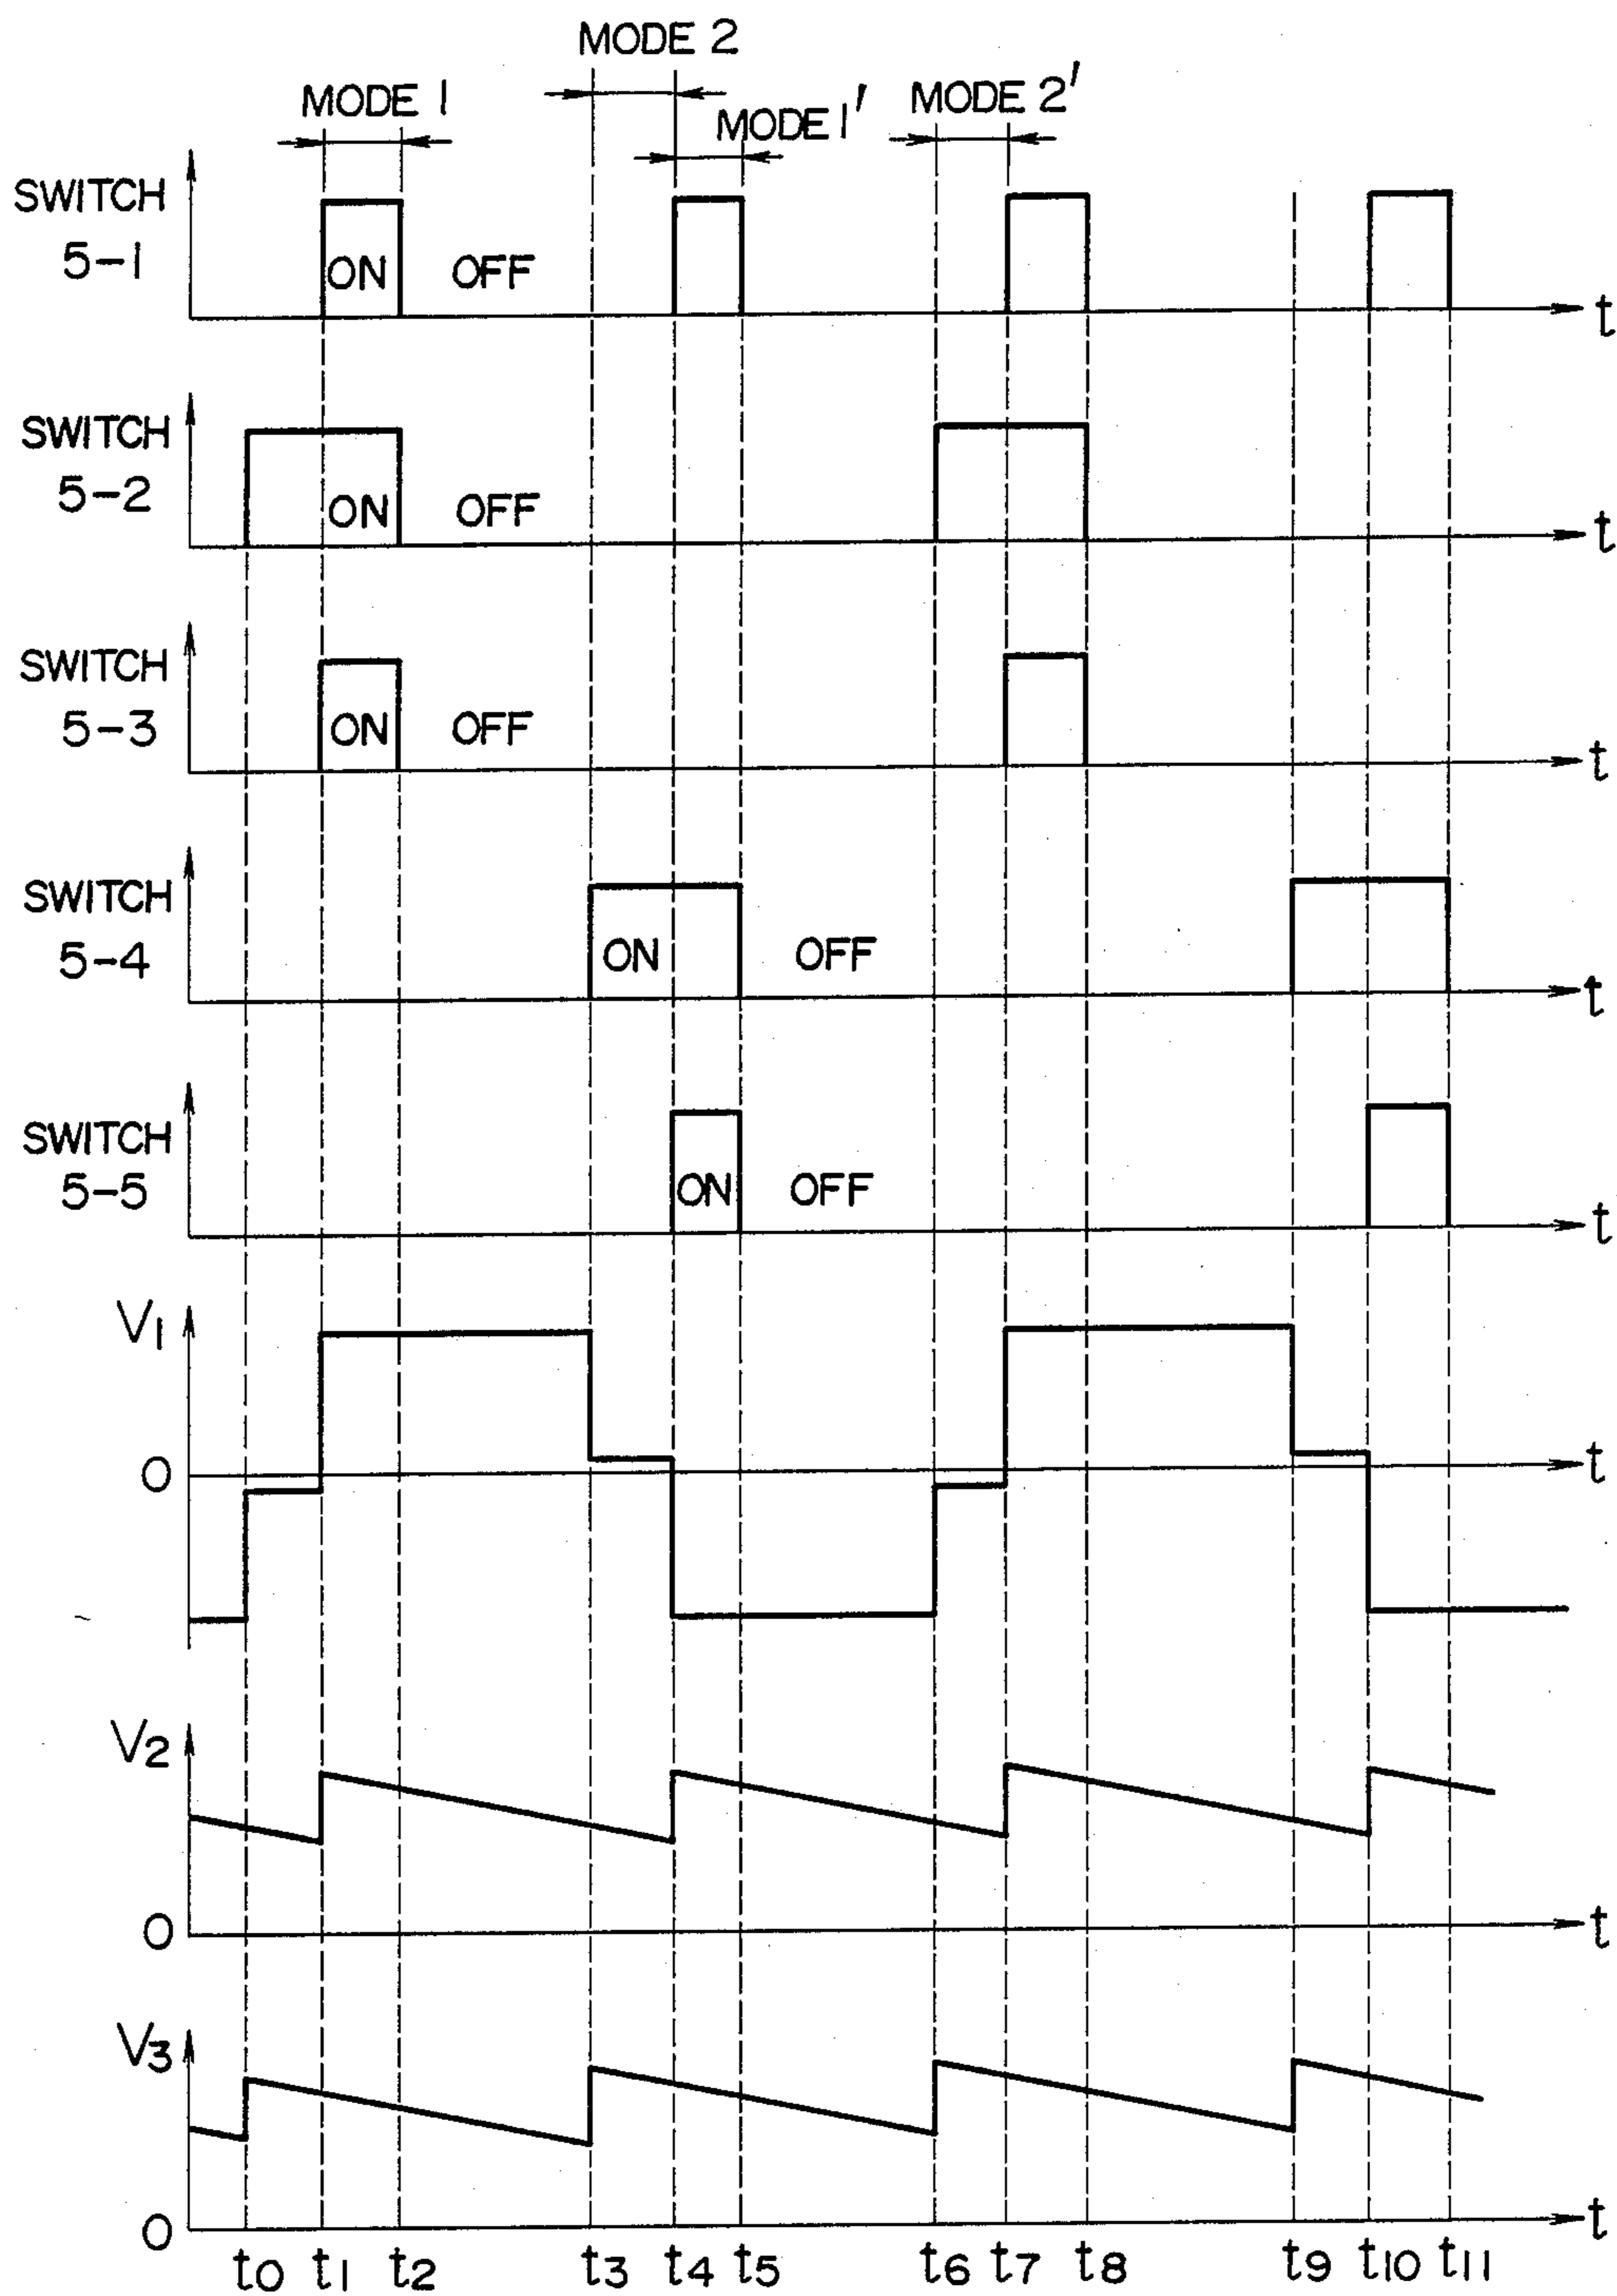 MODE 2
MODE 1
MODE 2'
MODE 1'
SWITCH
5-1
ON
OFF
t
SWITCH
5-2
ON
OFF
t
SWITCH
5-3
ON
OFF
t
SWITCH
5-4
ON
OFF
t
SWITCH
5-5
ON
OFF
t
V1
0
t
V2
0
t
V3
0
t
t0 t1 t2 t3 t4 t5 t6 t7 t8 t9 t10 t11